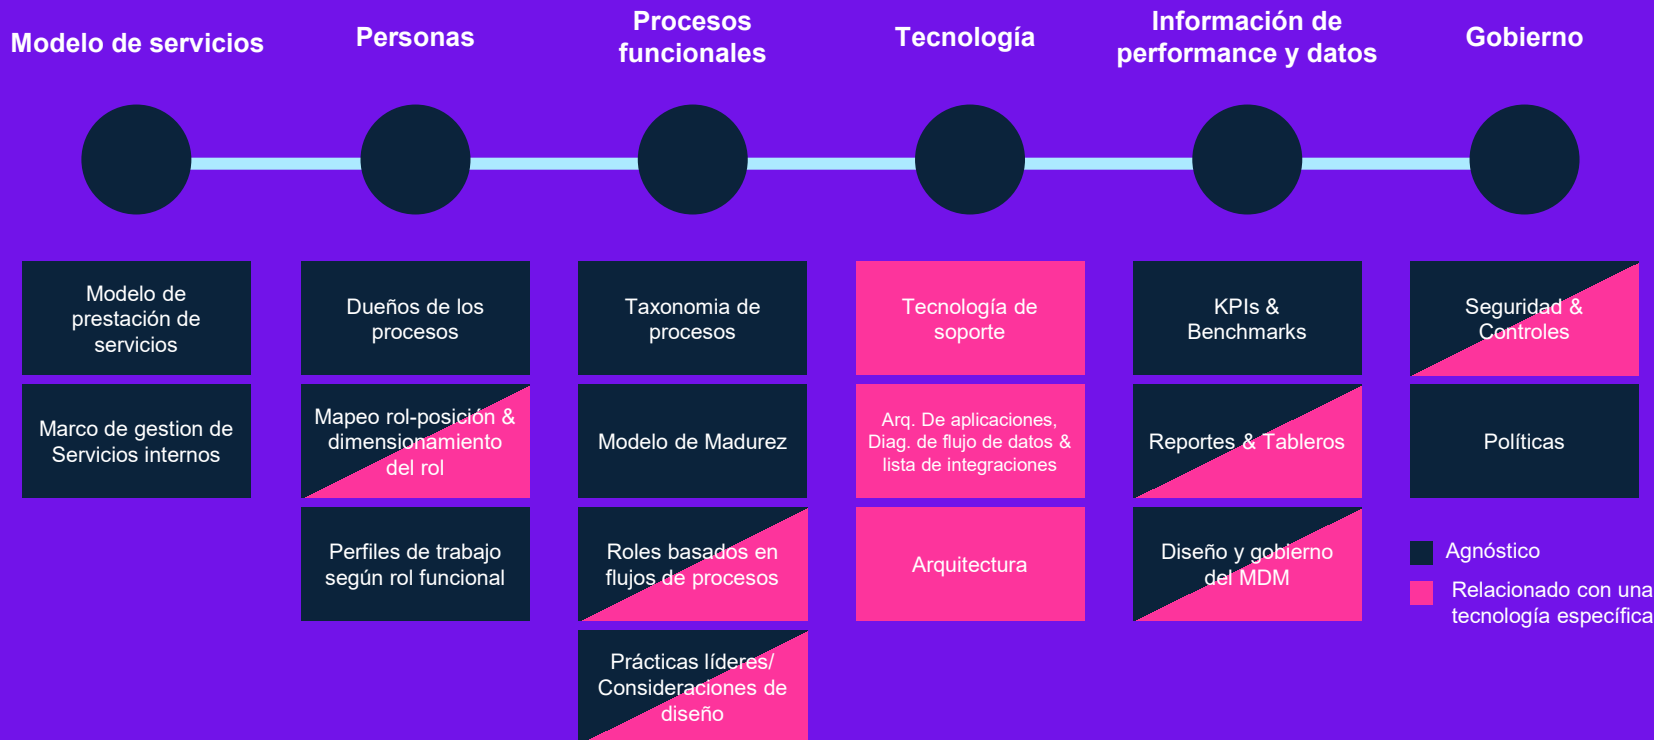 Modelo de servicios
Personas
Procesos
funcionales
Tecnología
Información de
performance y datos
Gobierno
Modelo de
prestación de
servicios
Marco de gestion de
Servicios internos
Dueños de los
procesos
Mapeo rol-posición &
dimensionamiento
del rol
Perfiles de trabajo
según rol funcional
Taxonomia de
procesos
Modelo de Madurez
Roles basados en
flujos de procesos
Prácticas líderes/
Consideraciones de
diseño
Tecnología de
soporte
Arq. De aplicaciones,
Diag. de flujo de datos &
lista de integraciones
Arquitectura
KPIs &
Benchmarks
Reportes & Tableros
Diseño y gobierno
del MDM
Seguridad &
Controles
Políticas
Agnóstico
Relacionado con una
tecnología específica